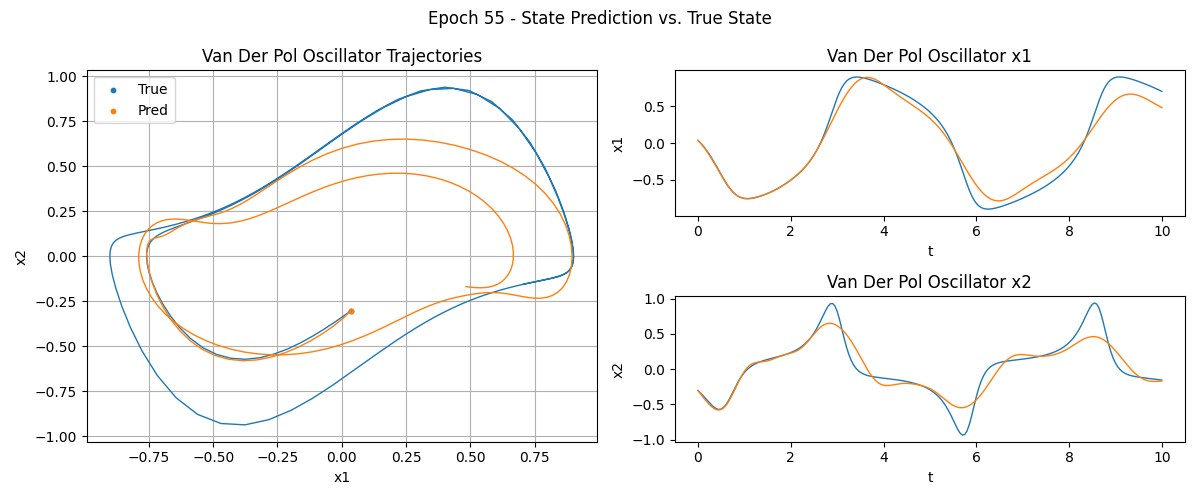 Epoch 55 - State Prediction vs. True State
Van Der Pol Oscillator Trajectories
True
Pred
1.00
0.75
0.50
0.25
0.00
−0.25
−0.50
−0.75
−1.00
x2
−0.75 −0.50 −0.25 0.00 0.25 0.50 0.75
x1
Van Der Pol Oscillator x1
0.5
0.0
−0.5
x1
0 2 4 6 8 10
t
Van Der Pol Oscillator x2
1.0
0.5
0.0
−0.5
−1.0
x2
0 2 4 6 8 10
t